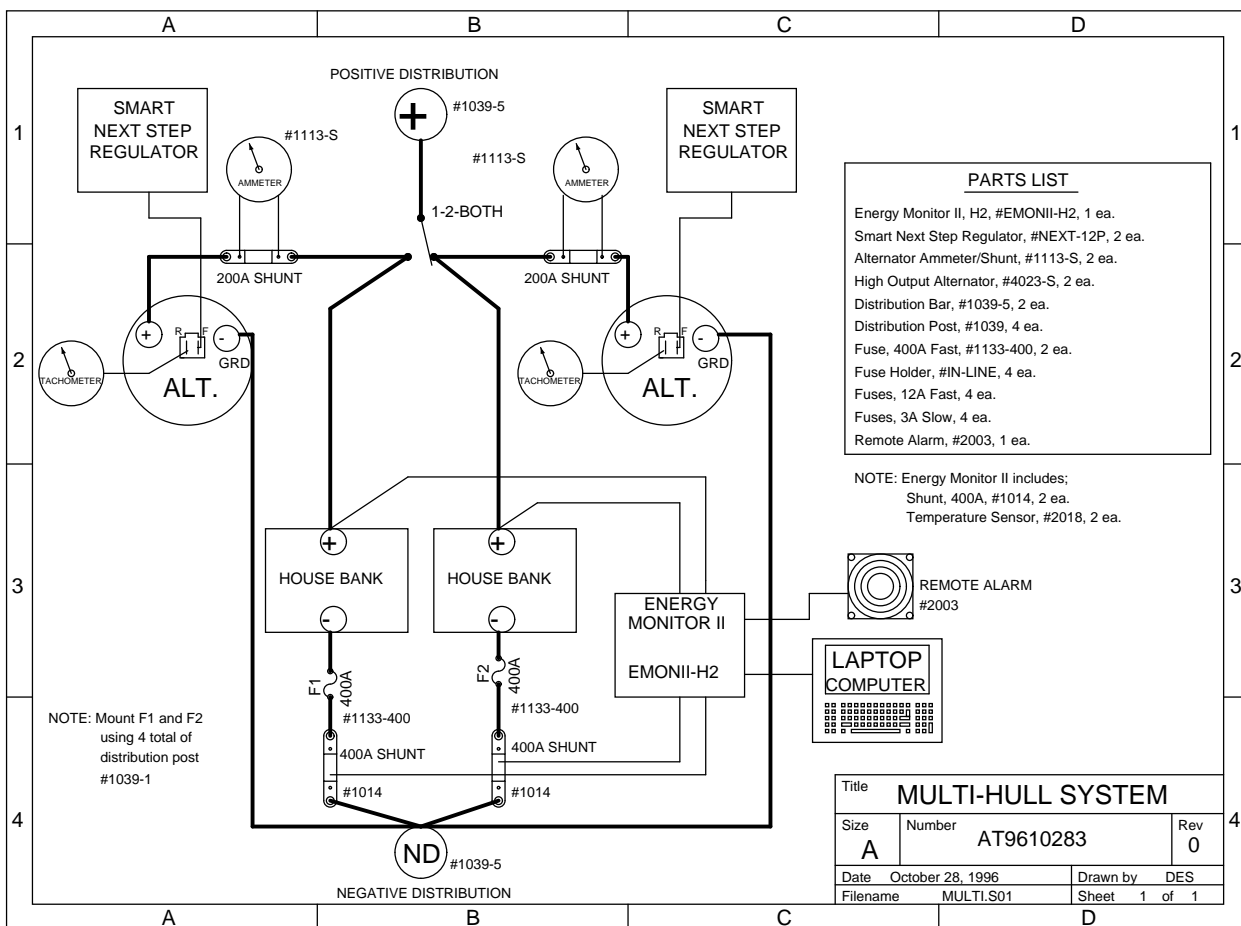 A B C D
1
2
3
4
POSITIVE DISTRIBUTION
+
#1039-5
SMART
NEXT STEP
REGULATOR
#1113-S
AMMETER
#1113-S
AMMETER
SMART
NEXT STEP
REGULATOR
1-2-BOTH
200A SHUNT
200A SHUNT
+
R F
-
GRD
ALT.
TACHOMETER
+
R F
-
GRD
ALT.
TACHOMETER
PARTS LIST
Energy Monitor II, H2, #EMONII-H2, 1 ea.
Smart Next Step Regulator, #NEXT-12P, 2 ea.
Alternator Ammeter/Shunt, #1113-S, 2 ea.
High Output Alternator, #4023-S, 2 ea.
Distribution Bar, #1039-5, 2 ea.
Distribution Post, #1039, 4 ea.
Fuse, 400A Fast, #1133-400, 2 ea.
Fuse Holder, #IN-LINE, 4 ea.
Fuses, 12A Fast, 4 ea.
Fuses, 3A Slow, 4 ea.
Remote Alarm, #2003, 1 ea.
NOTE: Energy Monitor II includes;
Shunt, 400A, #1014, 2 ea.
Temperature Sensor, #2018, 2 ea.
+
HOUSE BANK
-
+
HOUSE BANK
-
ENERGY
MONITOR II
EMONII-H2
REMOTE ALARM
#2003
LAPTOP
COMPUTER
F1
400A
#1133-400
F2
400A
#1133-400
NOTE: Mount F1 and F2
using 4 total of
distribution post
#1039-1
400A SHUNT
#1014
400A SHUNT
#1014
ND
#1039-5
NEGATIVE DISTRIBUTION
Title MULTI-HULL SYSTEM
Size A
Number AT9610283
Rev 0
Date October 28, 1996
Drawn by DES
Filename MULTI.S01
Sheet 1 of 1
1
2
3
4
A B C D